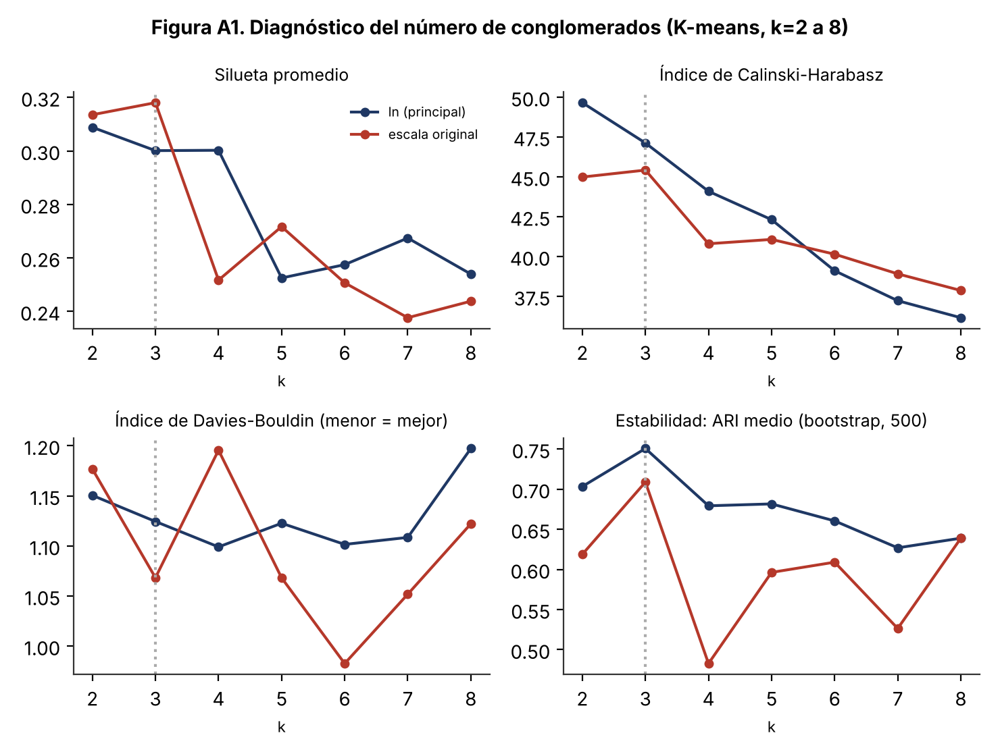 Figura A1. Diagnóstico del número de conglomerados (K-means, k=2 a 8)
Silueta promedio
0.32
0.30
0.28
0.26
0.24
ln (principal)
escala original
2 3 4 5 6 7 8
k
Índice de Calinski-Harabasz
50.0
47.5
45.0
42.5
40.0
37.5
2 3 4 5 6 7 8
k
Índice de Davies-Bouldin (menor = mejor)
1.20
1.15
1.10
1.05
1.00
2 3 4 5 6 7 8
k
Estabilidad: ARI medio (bootstrap, 500)
0.75
0.70
0.65
0.60
0.55
0.50
2 3 4 5 6 7 8
k